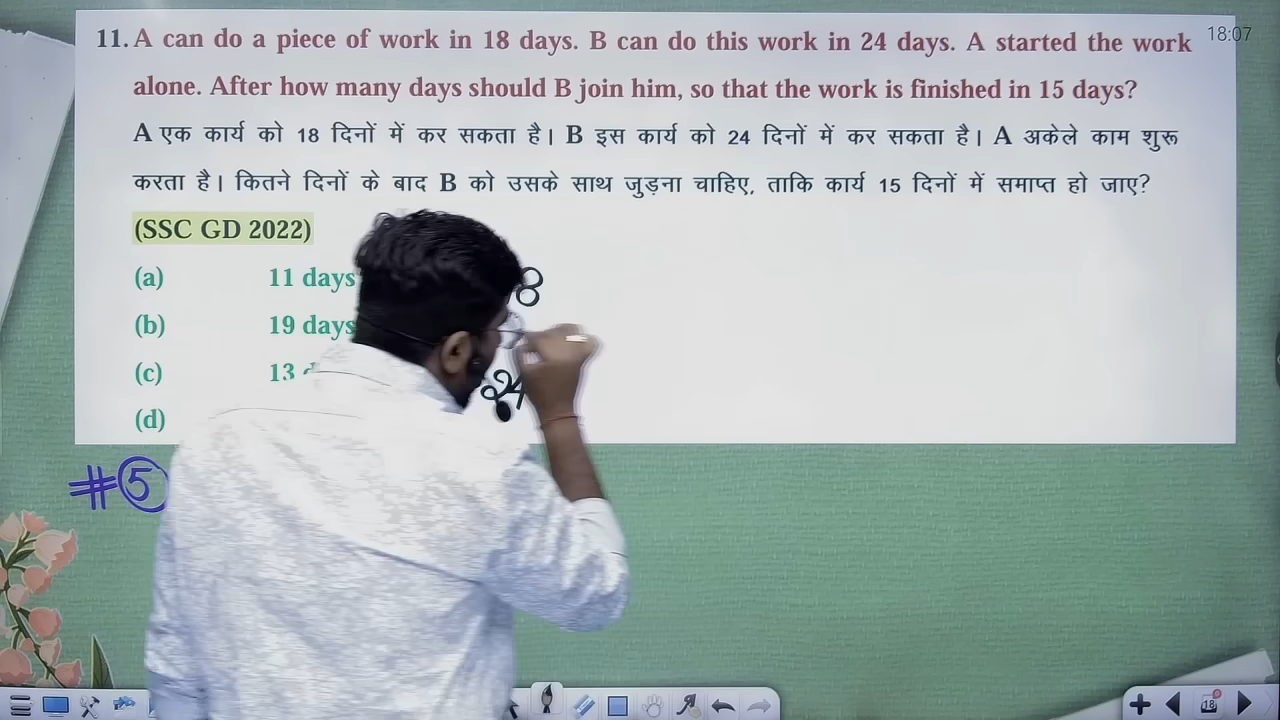 18:07
11. A can do a piece of work in 18 days. B can do this work in 24 days. A started the work
alone. After how many days should B join him, so that the work is finished in 15 days?
A एक कार्य को 18 दिनों में कर सकता है। B इस कार्य को 24 दिनों में कर सकता है। A अकेले काम शुरू
करता है। कितने दिनों के बाद B को उसके साथ जुड़ना चाहिए, ताकि कार्य 15 दिनों में समाप्त हो जाए?
(SSC GD 2022)
(a) 11 days
8
(b) 19 days
(c) 13
24
(d)
#5
18